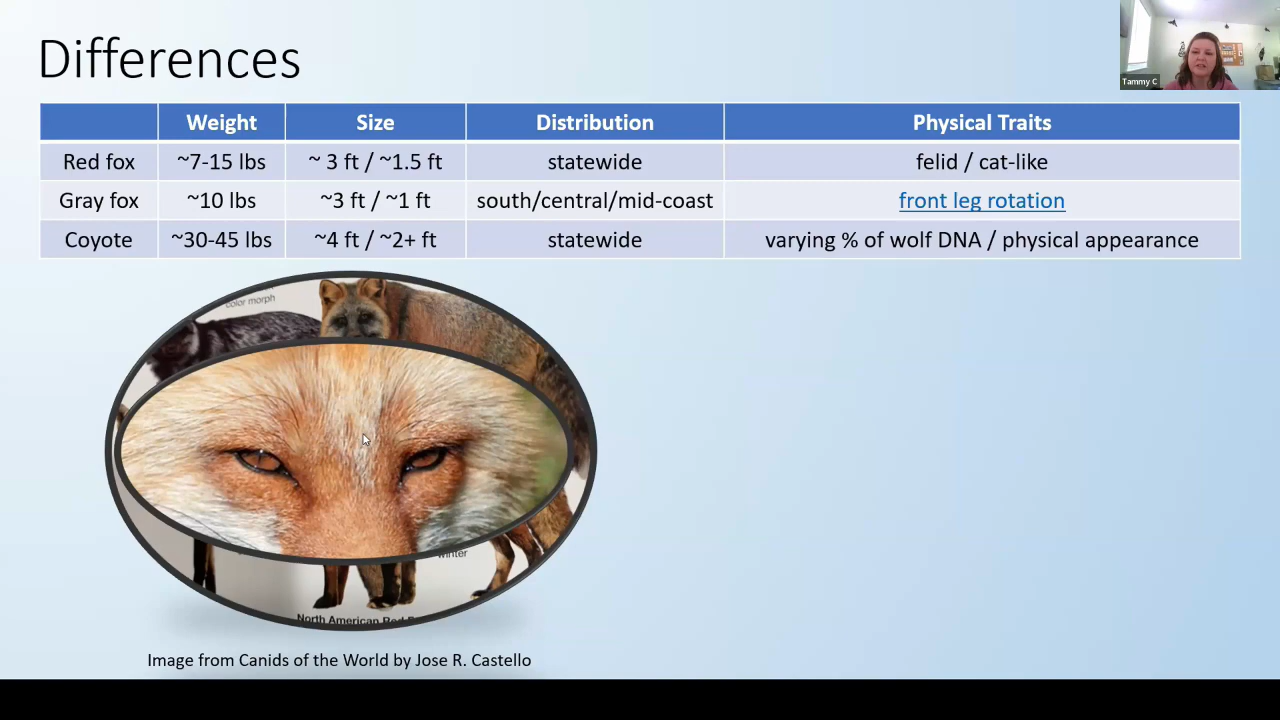 Differences
Tammy C
Weight Size Distribution Physical Traits
Red fox ~7-15 lbs ~ 3 ft / ~1.5 ft statewide felid / cat-like
Gray fox ~10 lbs ~3 ft / ~1 ft south/central/mid-coast front leg rotation
Coyote ~30-45 lbs ~4 ft / ~2+ ft statewide varying % of wolf DNA / physical appearance
color morph
winter
North American Red
Image from Canids of the World by Jose R. Castello